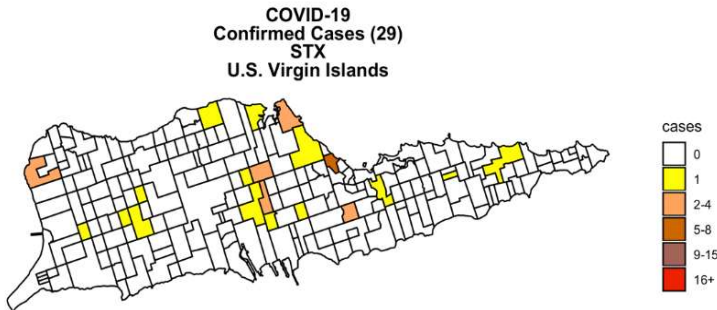 COVID-19
Confirmed Cases (29)
STX
U.S. Virgin Islands
cases
0
1
2-4
5-8
9-15
16+